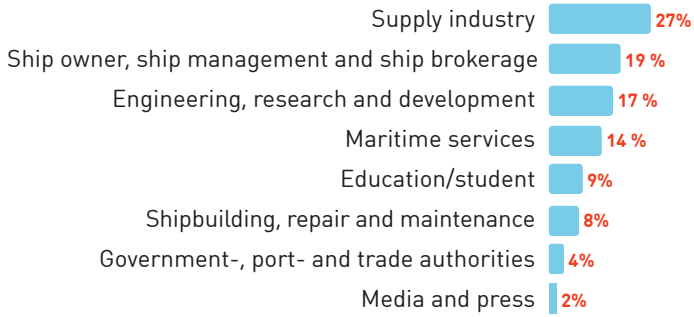 Supply industry 27%
Ship owner, ship management and ship brokerage 19 %
Engineering, research and development 17 %
Maritime services 14 %
Education/student 9%
Shipbuilding, repair and maintenance 8%
Government-, port- and trade authorities 4%
Media and press 2%